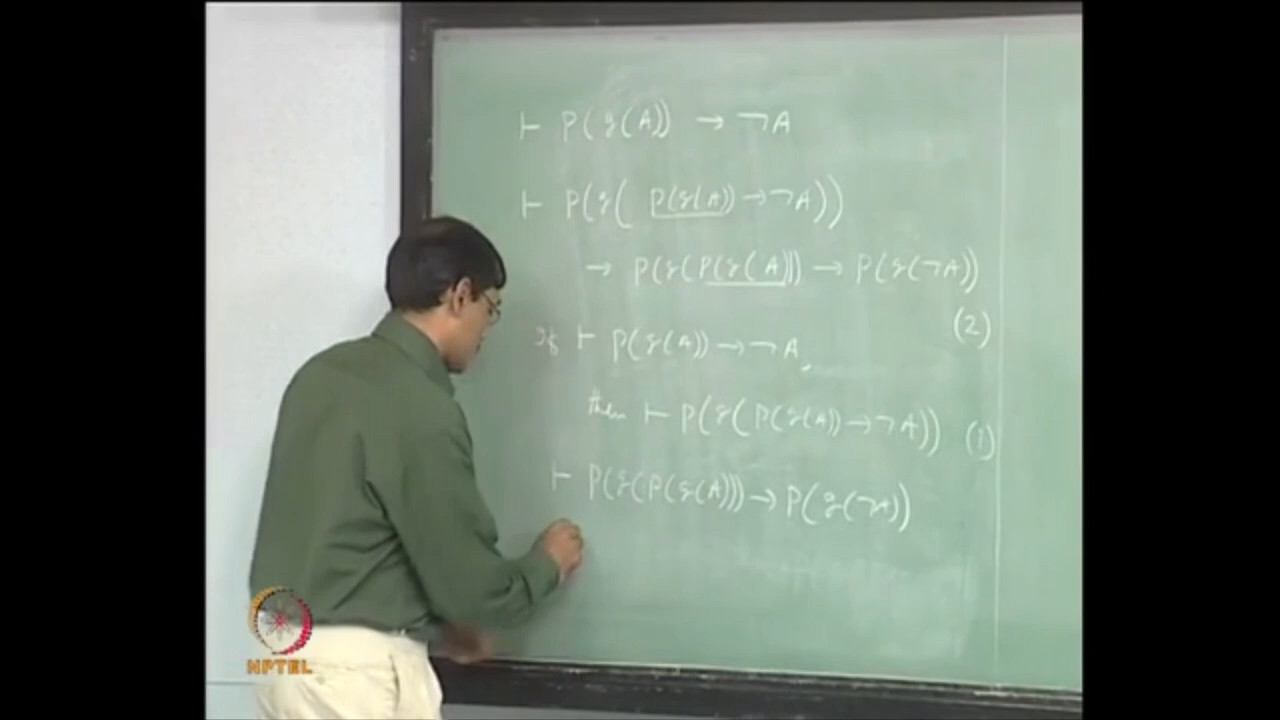 ⊢ P(g(A)) → ¬A
⊢ P(g( P(g(A)) → ¬A))
→ P(g(P(g(A)))) → P(g(¬A))
(2)
If ⊢ P(g(A)) → ¬A,
then ⊢ P(g(P(g(A)) → ¬A)) (1)
⊢ P(g(P(g(A)))) → P(g(¬A))
NPTEL